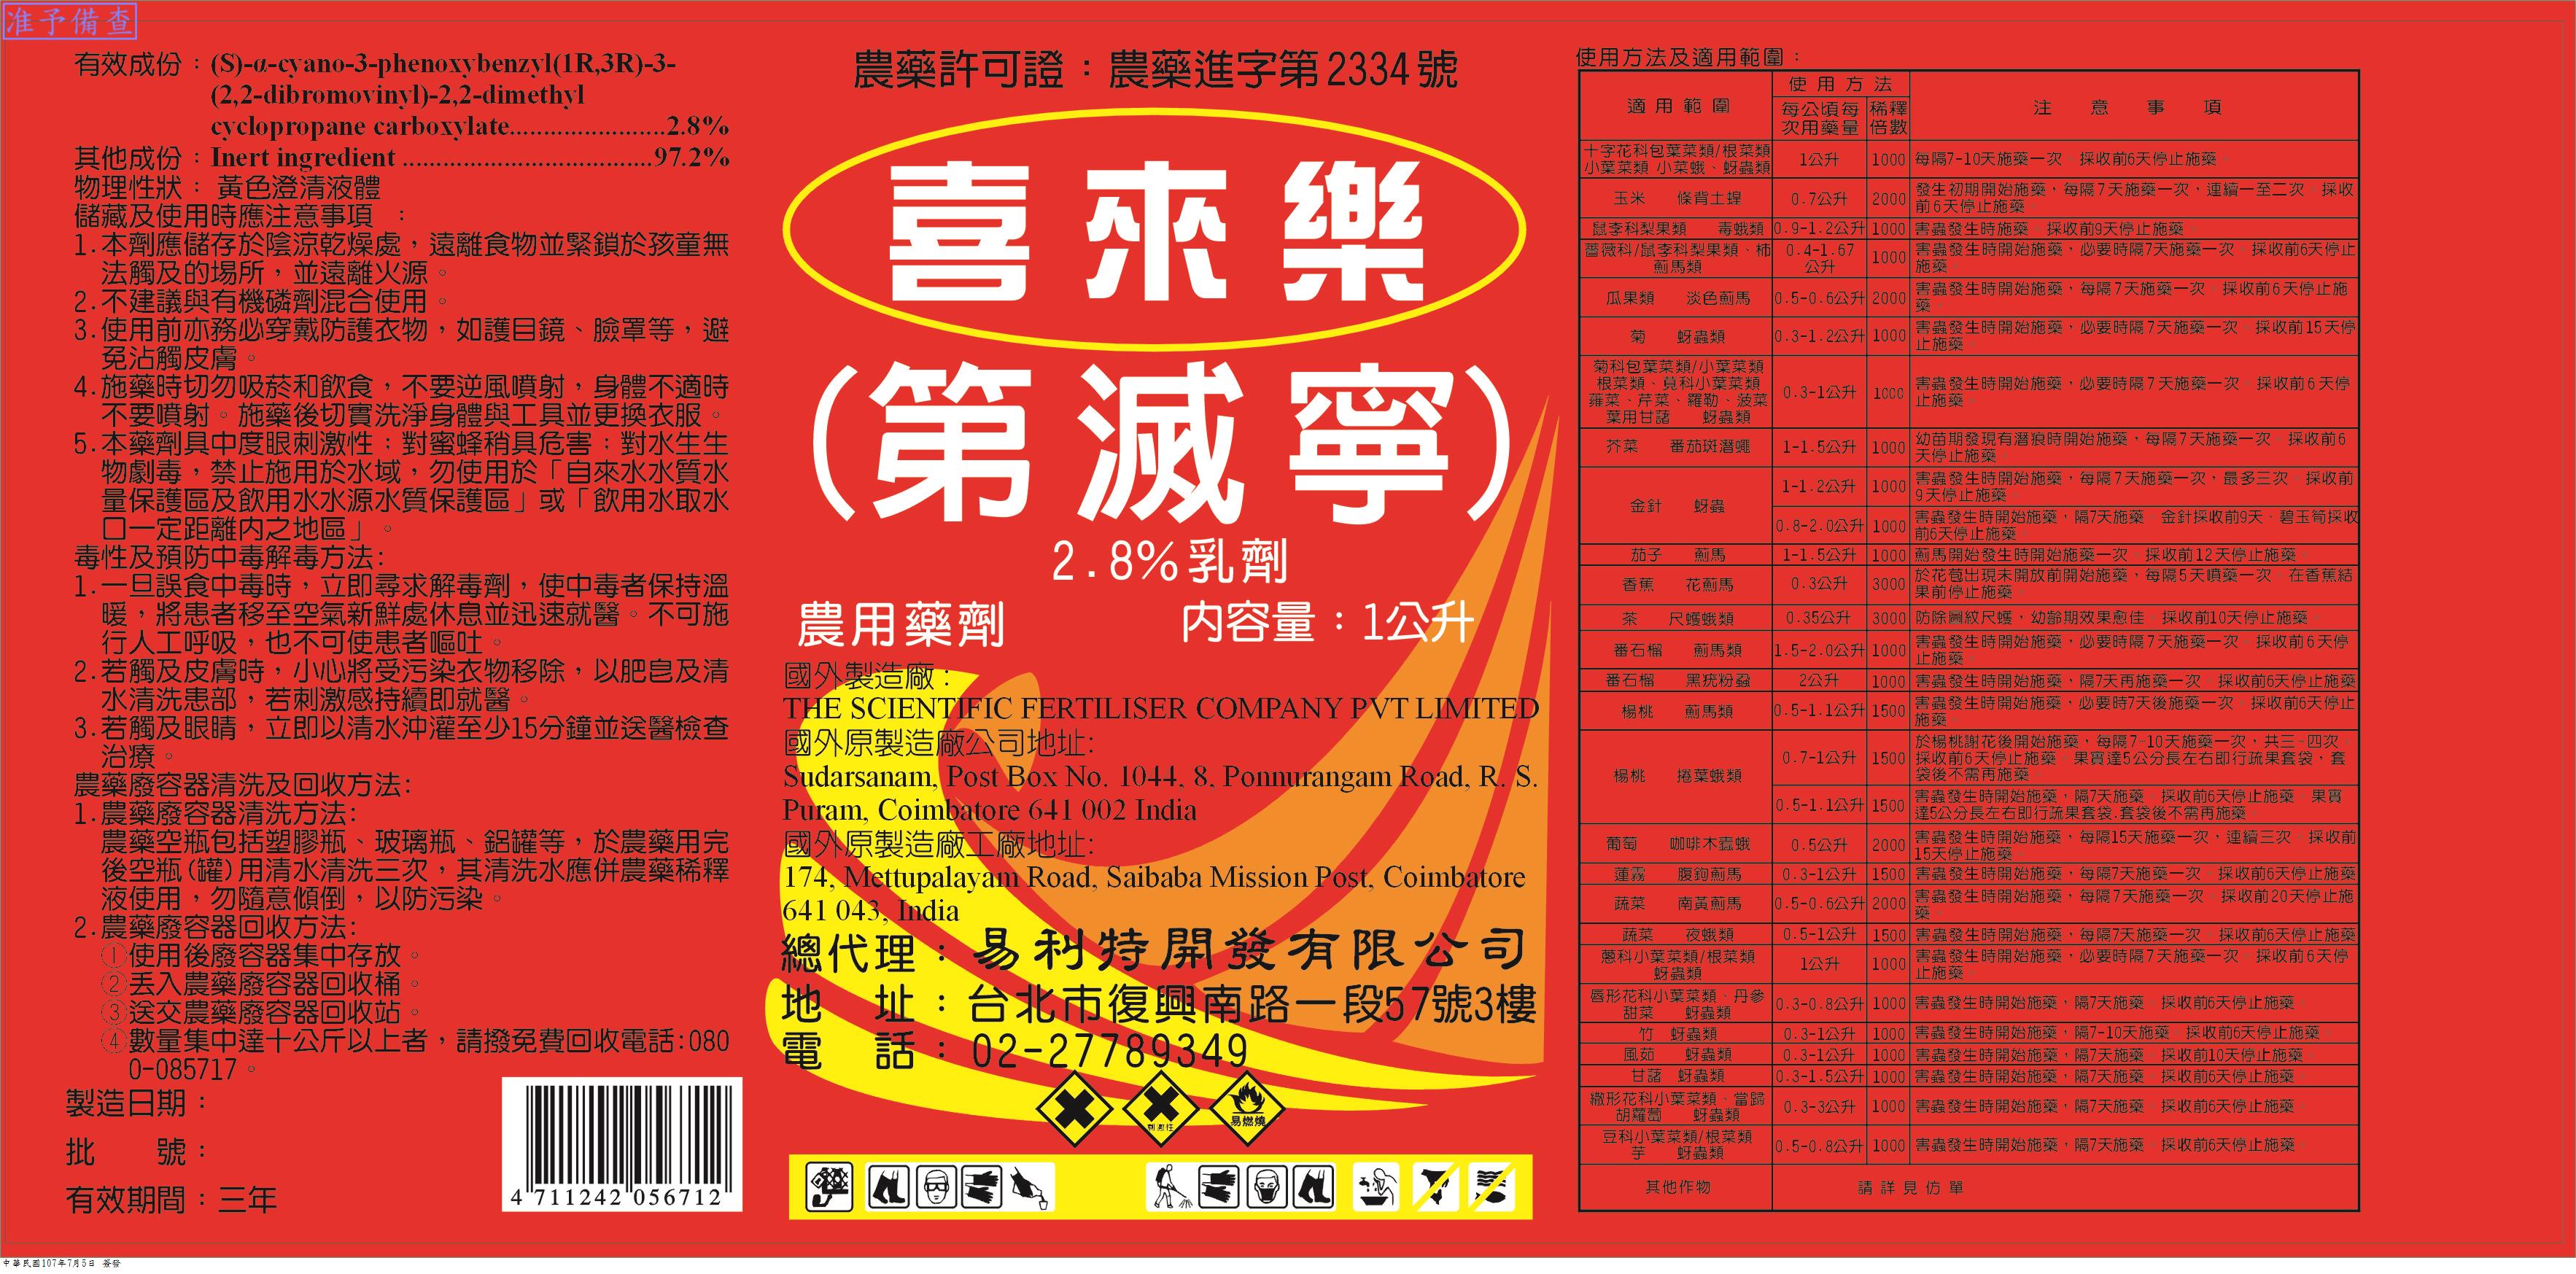 准予備查
有效成份：(S)-α-cyano-3-phenoxybenzyl(1R,3R)-3-
(2,2-dibromovinyl)-2,2-dimethyl
cyclopropane carboxylate.......................2.8%
其他成份：Inert ingredient .....................................97.2%
物理性狀：黃色澄清液體
儲藏及使用時應注意事項 ：
1.本劑應儲存於陰涼乾燥處，遠離食物並緊鎖於孩童無
法觸及的場所，並遠離火源。
2.不建議與有機磷劑混合使用。
3.使用前亦務必穿戴防護衣物，如護目鏡、臉罩等，避
免沾觸皮膚。
4.施藥時切勿吸菸和飲食，不要逆風噴射，身體不適時
不要噴射。施藥後切實洗淨身體與工具並更換衣服。
5.本藥劑具中度眼刺激性；對蜜蜂稍具危害；對水生生
物劇毒，禁止施用於水域，勿使用於「自來水水質水
量保護區及飲用水水源水質保護區」或「飲用水取水
口一定距離內之地區」。
毒性及預防中毒解毒方法:
1.一旦誤食中毒時，立即尋求解毒劑，使中毒者保持溫
暖，將患者移至空氣新鮮處休息並迅速就醫。不可施
行人工呼吸，也不可使患者嘔吐。
2.若觸及皮膚時，小心將受污染衣物移除，以肥皂及清
水清洗患部，若刺激感持續即就醫。
3.若觸及眼睛，立即以清水沖灌至少15分鐘並送醫檢查
治療。
農藥廢容器清洗及回收方法:
1.農藥廢容器清洗方法:
農藥空瓶包括塑膠瓶、玻璃瓶、鋁罐等，於農藥用完
後空瓶(罐)用清水清洗三次，其清洗水應併農藥稀釋
液使用，勿隨意傾倒，以防污染。
2.農藥廢容器回收方法:
①使用後廢容器集中存放。
②丟入農藥廢容器回收桶。
③送交農藥廢容器回收站。
④數量集中達十公斤以上者，請撥免費回收電話:080
0-085717。
製造日期：
批 號：
有效期間：三年
4 711242 056712
農藥許可證：農藥進字第2334號
喜來樂
(第滅寧)
2.8%乳劑
農用藥劑 內容量：1公升
國外製造廠：
THE SCIENTIFIC FERTILISER COMPANY PVT LIMITED
國外原製造廠公司地址:
Sudarsanam, Post Box No. 1044, 8, Ponnurangam Road, R. S.
Puram, Coimbatore 641 002 India
國外原製造廠工廠地址:
174, Mettupalayam Road, Saibaba Mission Post, Coimbatore
641 043, India
總代理：易利特開發有限公司
地 址：台北市復興南路一段57號3樓
電 話：02-27789349
刺激性
易燃燒
使用方法及適用範圍：
適用範圍 使用方法 注意事項
每公頃每次用藥量 稀釋倍數
十字花科包葉菜類/根菜類 小葉菜類 小菜蛾、蚜蟲類 1公升 1000 每隔7-10天施藥一次 採收前6天停止施藥
玉米 條背土蝗 0.7公升 2000 發生初期開始施藥，每隔7天施藥一次，連續一至二次 採收前6天停止施藥
鼠李科梨果類 毒蛾類 0.9-1.2公升 1000 害蟲發生時施藥 採收前9天停止施藥
薔薇科/鼠李科梨果類、柿 薊馬類 0.4-1.67公升 1000 害蟲發生時開始施藥，必要時隔7天施藥一次 採收前6天停止施藥
瓜果類 淡色薊馬 0.5-0.6公升 2000 害蟲發生時開始施藥，每隔7天施藥一次 採收前6天停止施藥
菊 蚜蟲類 0.3-1.2公升 1000 害蟲發生時開始施藥，必要時隔7天施藥一次 採收前15天停止施藥
菊科包葉菜類/小葉菜類 根菜類、莧科小葉菜類 蕹菜、芹菜、羅勒、菠菜 葉用甘藷 蚜蟲類 0.3-1公升 1000 害蟲發生時開始施藥，必要時隔7天施藥一次 採收前6天停止施藥
芥菜 番茄斑潛蠅 1-1.5公升 1000 幼苗期發現有潛痕時開始施藥，每隔7天施藥一次 採收前6天停止施藥
金針 蚜蟲 1-1.2公升 1000 害蟲發生時開始施藥，每隔7天施藥一次，最多三次 採收前9天停止施藥
0.8-2.0公升 1000 害蟲發生時開始施藥，隔7天施藥 金針採收前9天、碧玉筍採收前6天停止施藥
茄子 薊馬 1-1.5公升 1000 薊馬開始發生時開始施藥一次 採收前12天停止施藥
香蕉 花薊馬 0.3公升 3000 於花苞出現未開放前開始施藥，每隔5天噴藥一次 在香蕉結果前停止施藥
茶 尺蠖蛾類 0.35公升 3000 防除圖紋尺蠖，幼齡期效果愈佳 採收前10天停止施藥
番石榴 薊馬類 1.5-2.0公升 1000 害蟲發生時開始施藥，必要時隔7天施藥一次 採收前6天停止施藥
番石榴 黑疣粉蝨 2公升 1000 害蟲發生時開始施藥，隔7天再施藥一次 採收前6天停止施藥
楊桃 薊馬類 0.5-1.1公升 1500 害蟲發生時開始施藥，必要時7天後施藥一次 採收前6天停止施藥
楊桃 捲葉蛾類 0.7-1公升 1500 於楊桃謝花後開始施藥，每隔7-10天施藥一次，共三-四次 採收前6天停止施藥 果實達5公分長左右即行疏果套袋，套袋後不需再施藥
0.5-1.1公升 1500 害蟲發生時開始施藥，隔7天施藥 採收前6天停止施藥 果實達5公分長左右即行疏果套袋,套袋後不需再施藥
葡萄 咖啡木蠹蛾 0.5公升 2000 害蟲發生時開始施藥，每隔15天施藥一次，連續三次 採收前15天停止施藥
蓮霧 腹鉤薊馬 0.3-1公升 1500 害蟲發生時開始施藥，每隔7天施藥一次 採收前6天停止施藥
蔬菜 南黃薊馬 0.5-0.6公升 2000 害蟲發生時開始施藥，每隔7天施藥一次 採收前20天停止施藥
蔬菜 夜蛾類 0.5-1公升 1500 害蟲發生時開始施藥，每隔7天施藥一次 採收前6天停止施藥
蔥科小葉菜類/根菜類 蚜蟲類 1公升 1000 害蟲發生時開始施藥，必要時隔7天施藥一次 採收前6天停止施藥
唇形花科小葉菜類、丹參 甜菜 蚜蟲類 0.3-0.8公升 1000 害蟲發生時開始施藥，隔7天施藥 採收前6天停止施藥
竹 蚜蟲類 0.3-1公升 1000 害蟲發生時開始施藥，隔7-10天施藥 採收前6天停止施藥
風茹 蚜蟲類 0.3-1公升 1000 害蟲發生時開始施藥，隔7天施藥 採收前10天停止施藥
甘藷 蚜蟲類 0.3-1.5公升 1000 害蟲發生時開始施藥，隔7天施藥 採收前6天停止施藥
繖形花科小葉菜類、當歸 胡蘿蔔 蚜蟲類 0.3-3公升 1000 害蟲發生時開始施藥，隔7天施藥 採收前6天停止施藥
豆科小葉菜類/根菜類 芋 蚜蟲類 0.5-0.8公升 1000 害蟲發生時開始施藥，隔7天施藥 採收前6天停止施藥
其他作物 請詳見仿單
中華民國107年7月5日 簽發